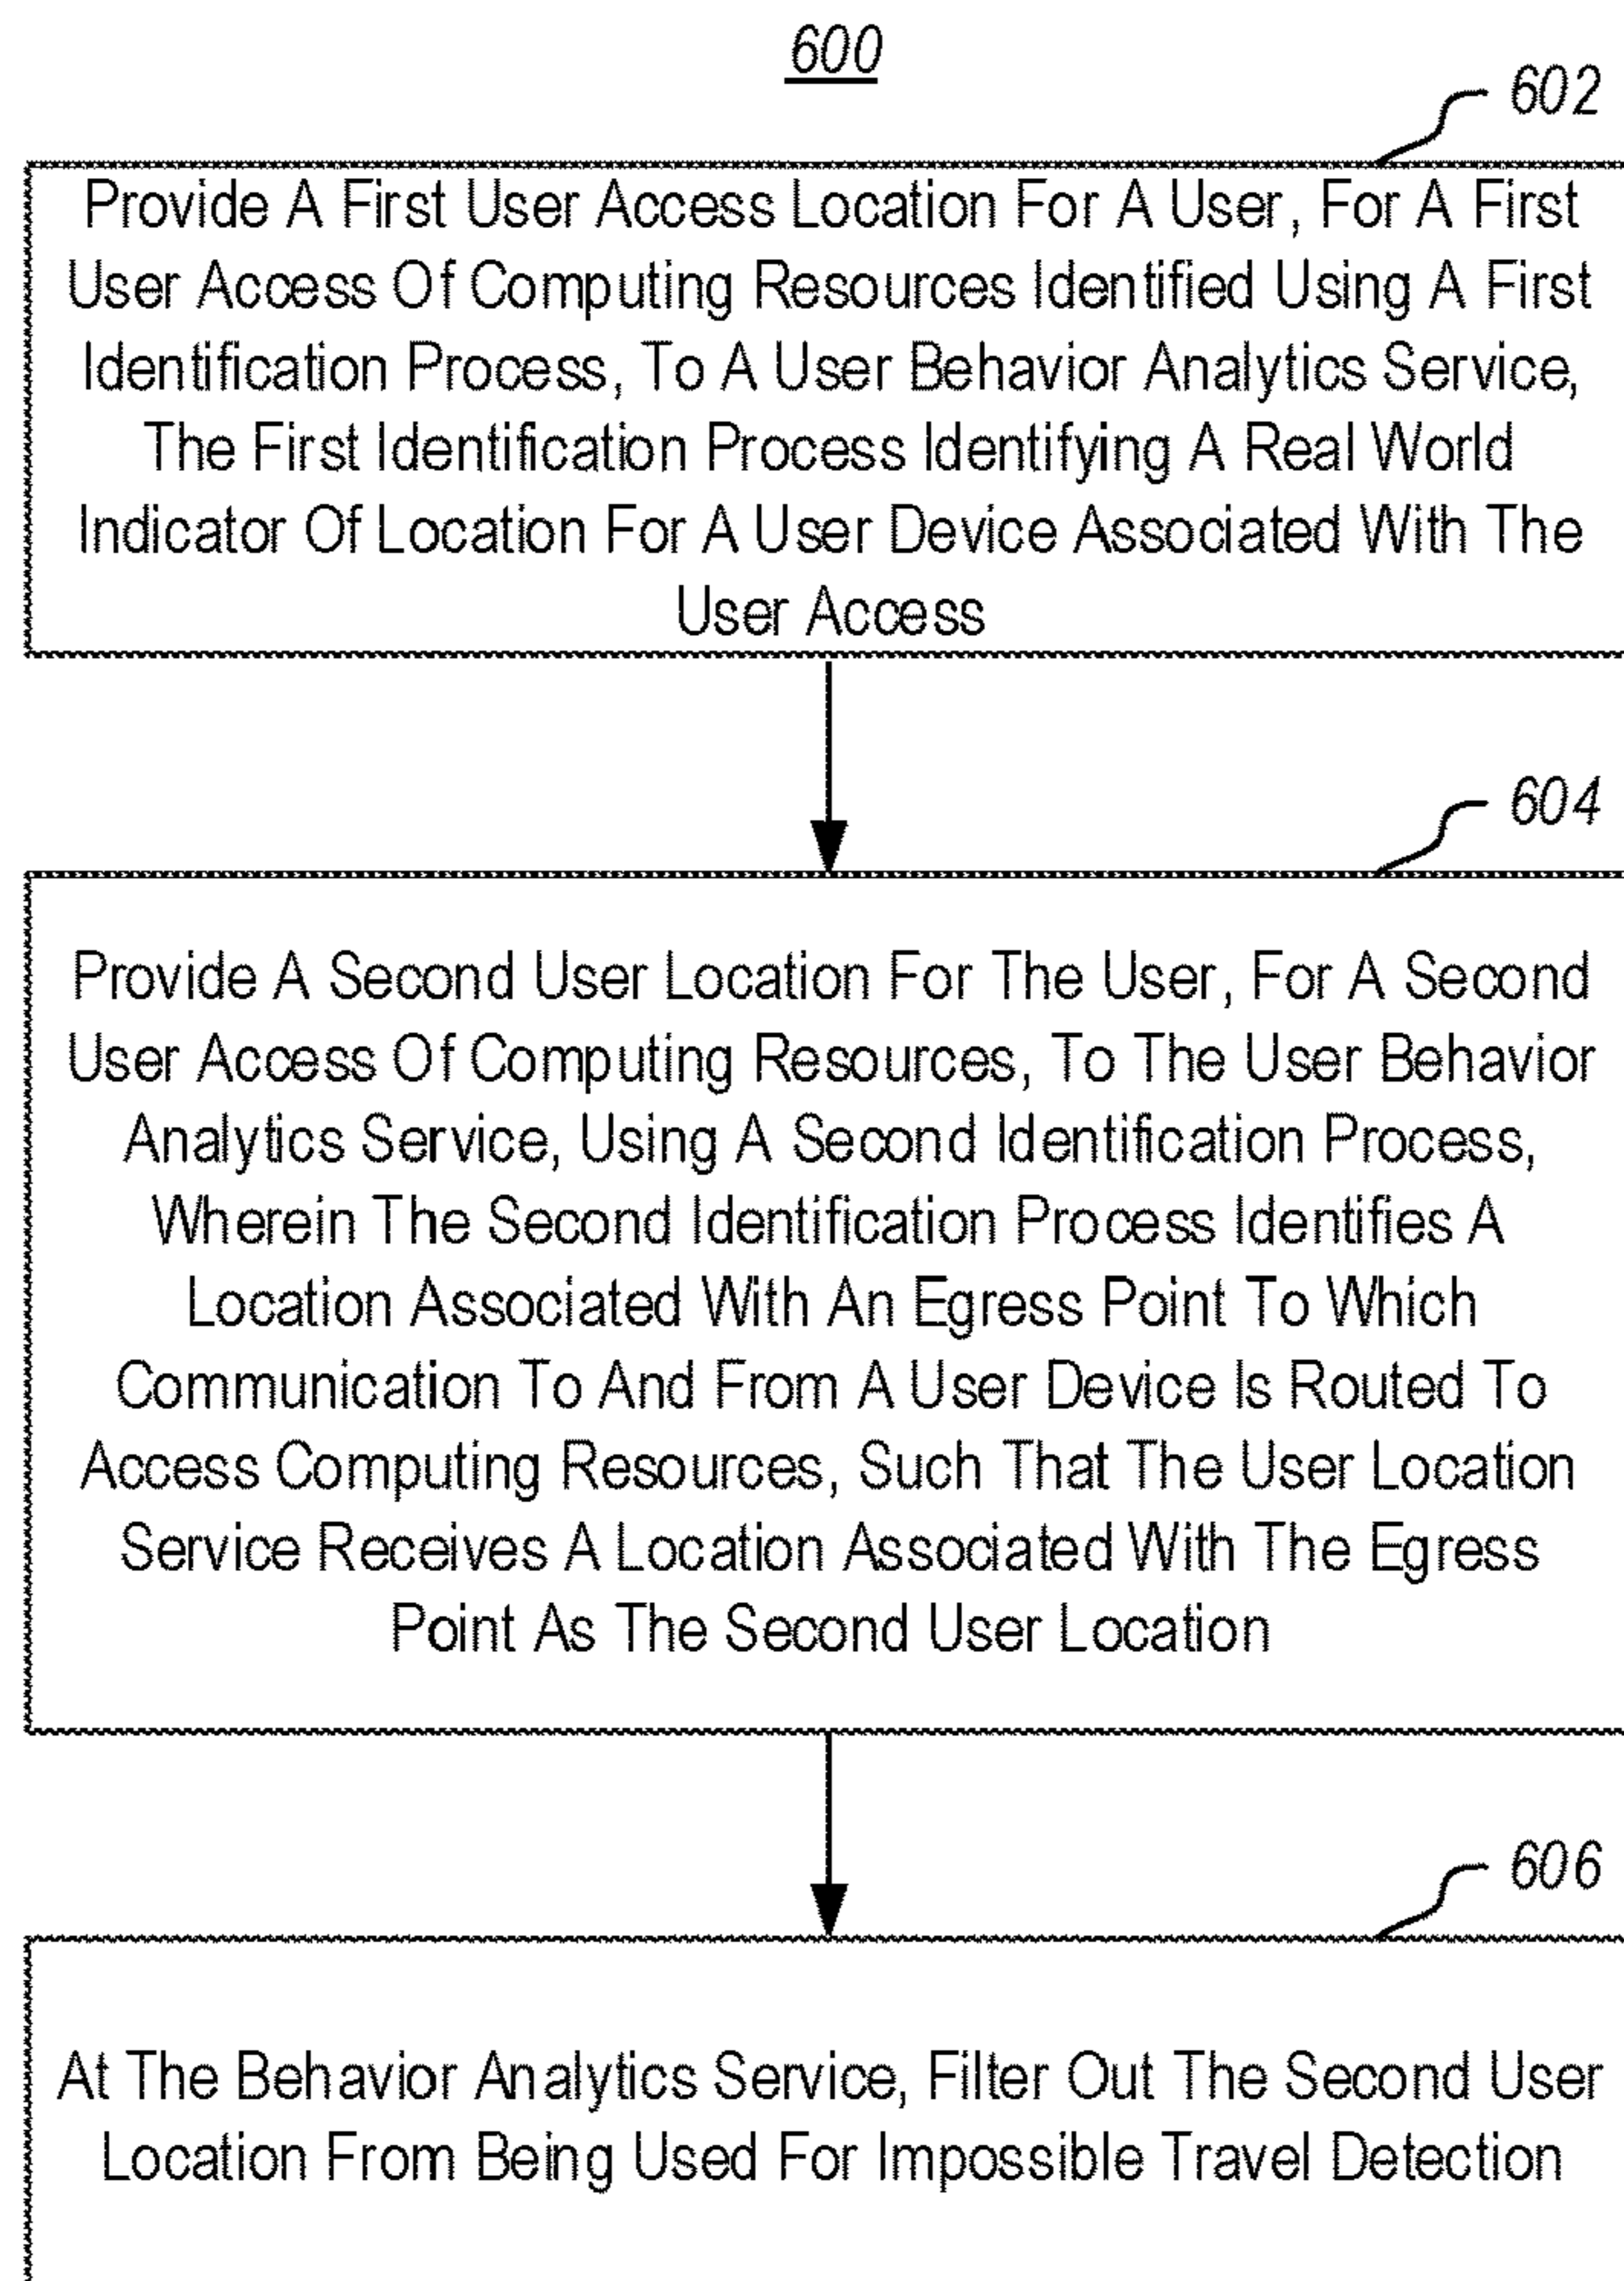 600
602
Provide A First User Access Location For A User, For A First
User Access Of Computing Resources Identified Using A First
Identification Process, To A User Behavior Analytics Service,
The First Identification Process Identifying A Real World
Indicator Of Location For A User Device Associated With The
User Access
604
Provide A Second User Location For The User, For A Second
User Access Of Computing Resources, To The User Behavior
Analytics Service, Using A Second Identification Process,
Wherein The Second Identification Process Identifies A
Location Associated With An Egress Point To Which
Communication To And From A User Device Is Routed To
Access Computing Resources, Such That The User Location
Service Receives A Location Associated With The Egress
Point As The Second User Location
606
At The Behavior Analytics Service, Filter Out The Second User
Location From Being Used For Impossible Travel Detection